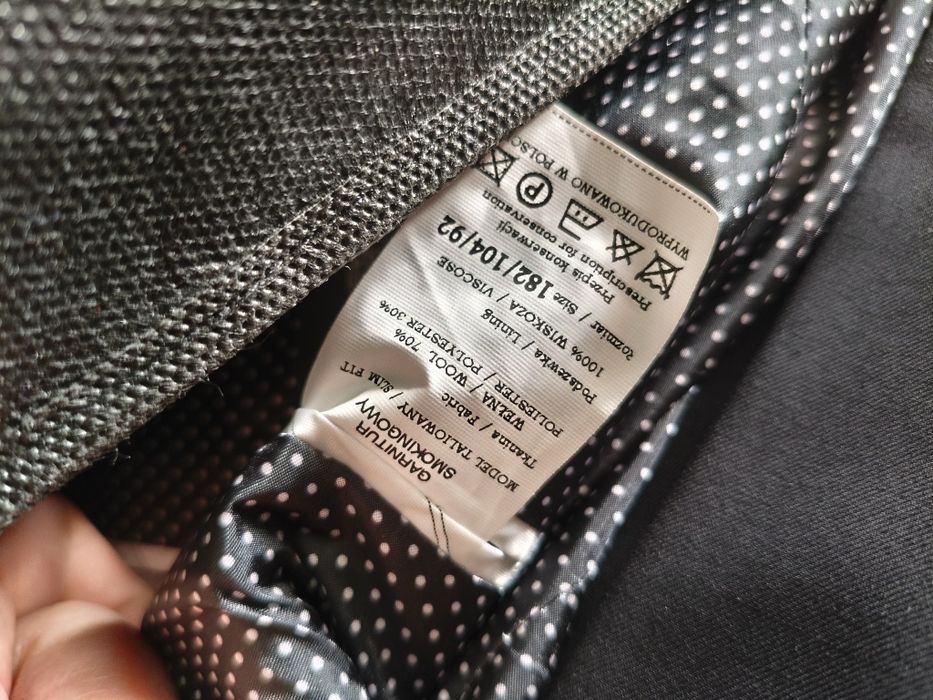 GARNITUR
SMOKINGOWY
MODEL TALIOWANY / SLIM FIT
Tkanina / Fabric
WEŁNA / WOOL 70%
POLIESTER / POLYESTER 30%
Podszewka / Lining
100% WISKOZA / VISCOSE
Rozmiar / Size 182/104/92
Przepis konserwacji
Prescription for conservation
P
WYPRODUKOWANO W POLSC